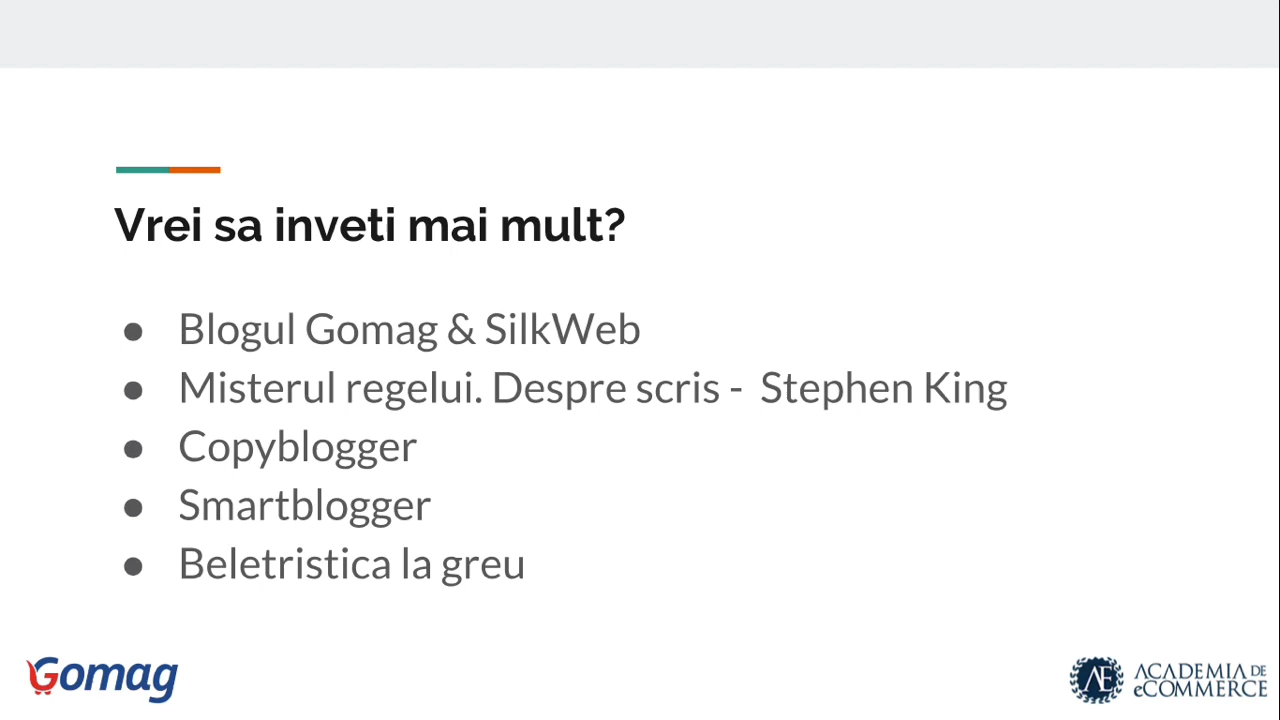 Vrei sa inveti mai mult?
● Blogul Gomag & SilkWeb
● Misterul regelui. Despre scris - Stephen King
● Copyblogger
● Smartblogger
● Beletristica la greu
Gomag
AE ACADEMIA DE
eCOMMERCE